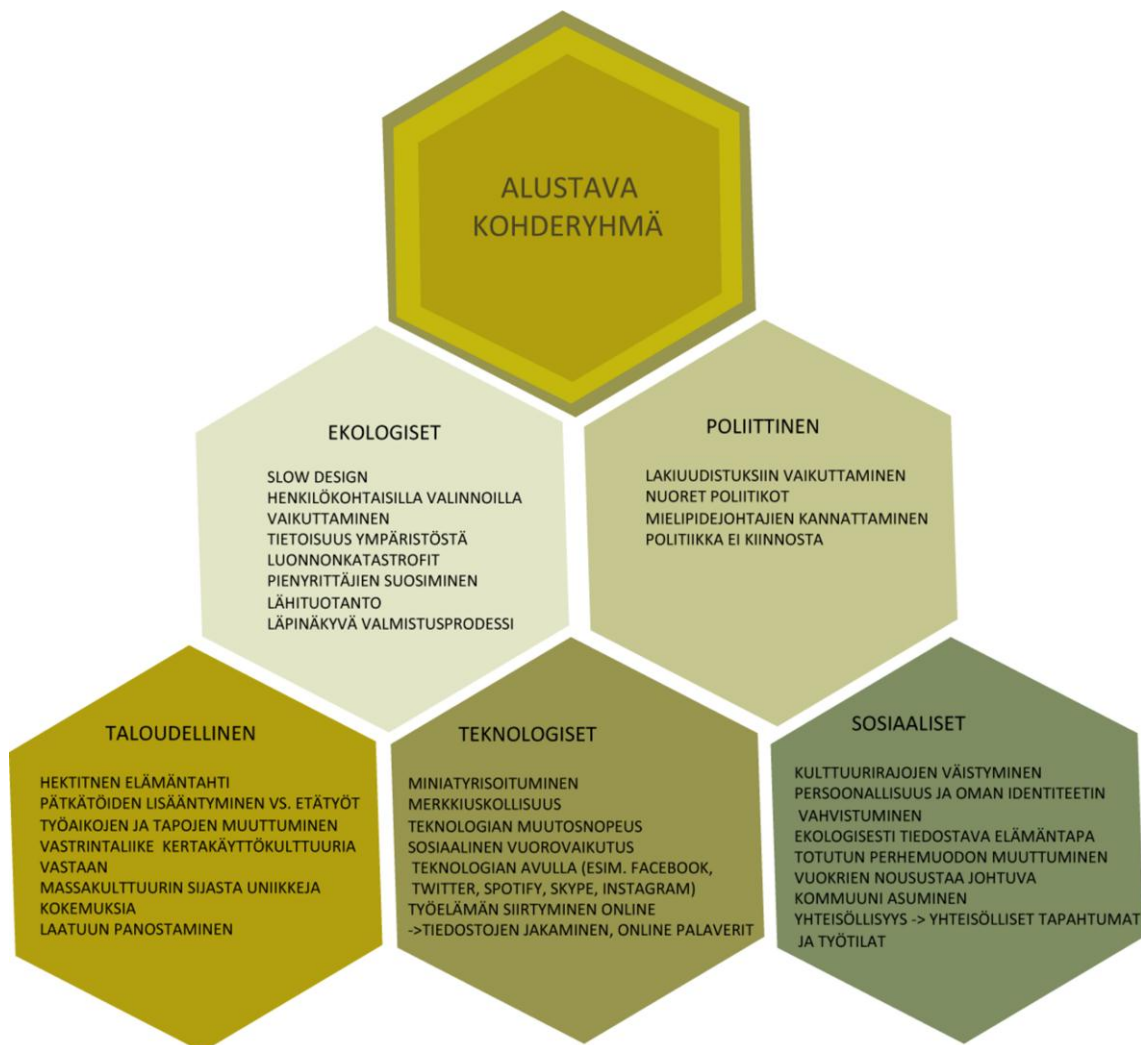 ALUSTAVA
KOHDERYHMÄ
EKOLOGISET
SLOW DESIGN
HENKILÖKOHTAISILLA VALINNOILLA
VAIKUTTAMINEN
TIETOISUUS YMPÄRISTÖSTÄ
LUONNONKATASTROFIT
PIENYRITTÄJIEN SUOSIMINEN
LÄHITUOTANTO
LÄPINÄKYVÄ VALMISTUSPRODESSI
POLIITTINEN
LAKIUUDISTUKSIIN VAIKUTTAMINEN
NUORET POLIITIKOT
MIELIPIDEJOHTAJIEN KANNATTAMINEN
POLITIIKKA EI KIINNOSTA
TALOUDELLINEN
HEKTITNEN ELÄMÄNTAHTI
PÄTKÄTÖIDEN LISÄÄNTYMINEN VS. ETÄTYÖT
TYÖAIKOJEN JA TAPOJEN MUUTTUMINEN
VASTRINTALIIKE KERTAKÄYTTÖKULTTUURIA
VASTAAN
MASSAKULTTUURIN SIJASTA UNIIKKEJA
KOKEMUKSIA
LAATUUN PANOSTAMINEN
TEKNOLOGISET
MINIATYRISOITUMINEN
MERKKIUSKOLLISUUS
TEKNOLOGIAN MUUTOSNOPEUS
SOSIAALINEN VUOROVAIKUTUS
TEKNOLOGIAN AVULLA (ESIM. FACEBOOK,
TWITTER, SPOTIFY, SKYPE, INSTAGRAM)
TYÖELÄMÄN SIIRTYMINEN ONLINE
->TIEDOSTOJEN JAKAMINEN, ONLINE PALAVERIT
SOSIAALISET
KULTTUURIRAJOJEN VÄISTYMINEN
PERSOONALLISUUS JA OMAN IDENTITEETIN
VAHVISTUMINEN
EKOLOGISESTI TIEDOSTAVA ELÄMÄNTAPA
TOTUTUN PERHEMUODON MUUTTUMINEN
VUOKRIEN NOUSUSTAA JOHTUVA
KOMMUUNI ASUMINEN
YHTEISÖLLISYYS -> YHTEISÖLLISET TAPAHTUMAT
JA TYÖTILAT